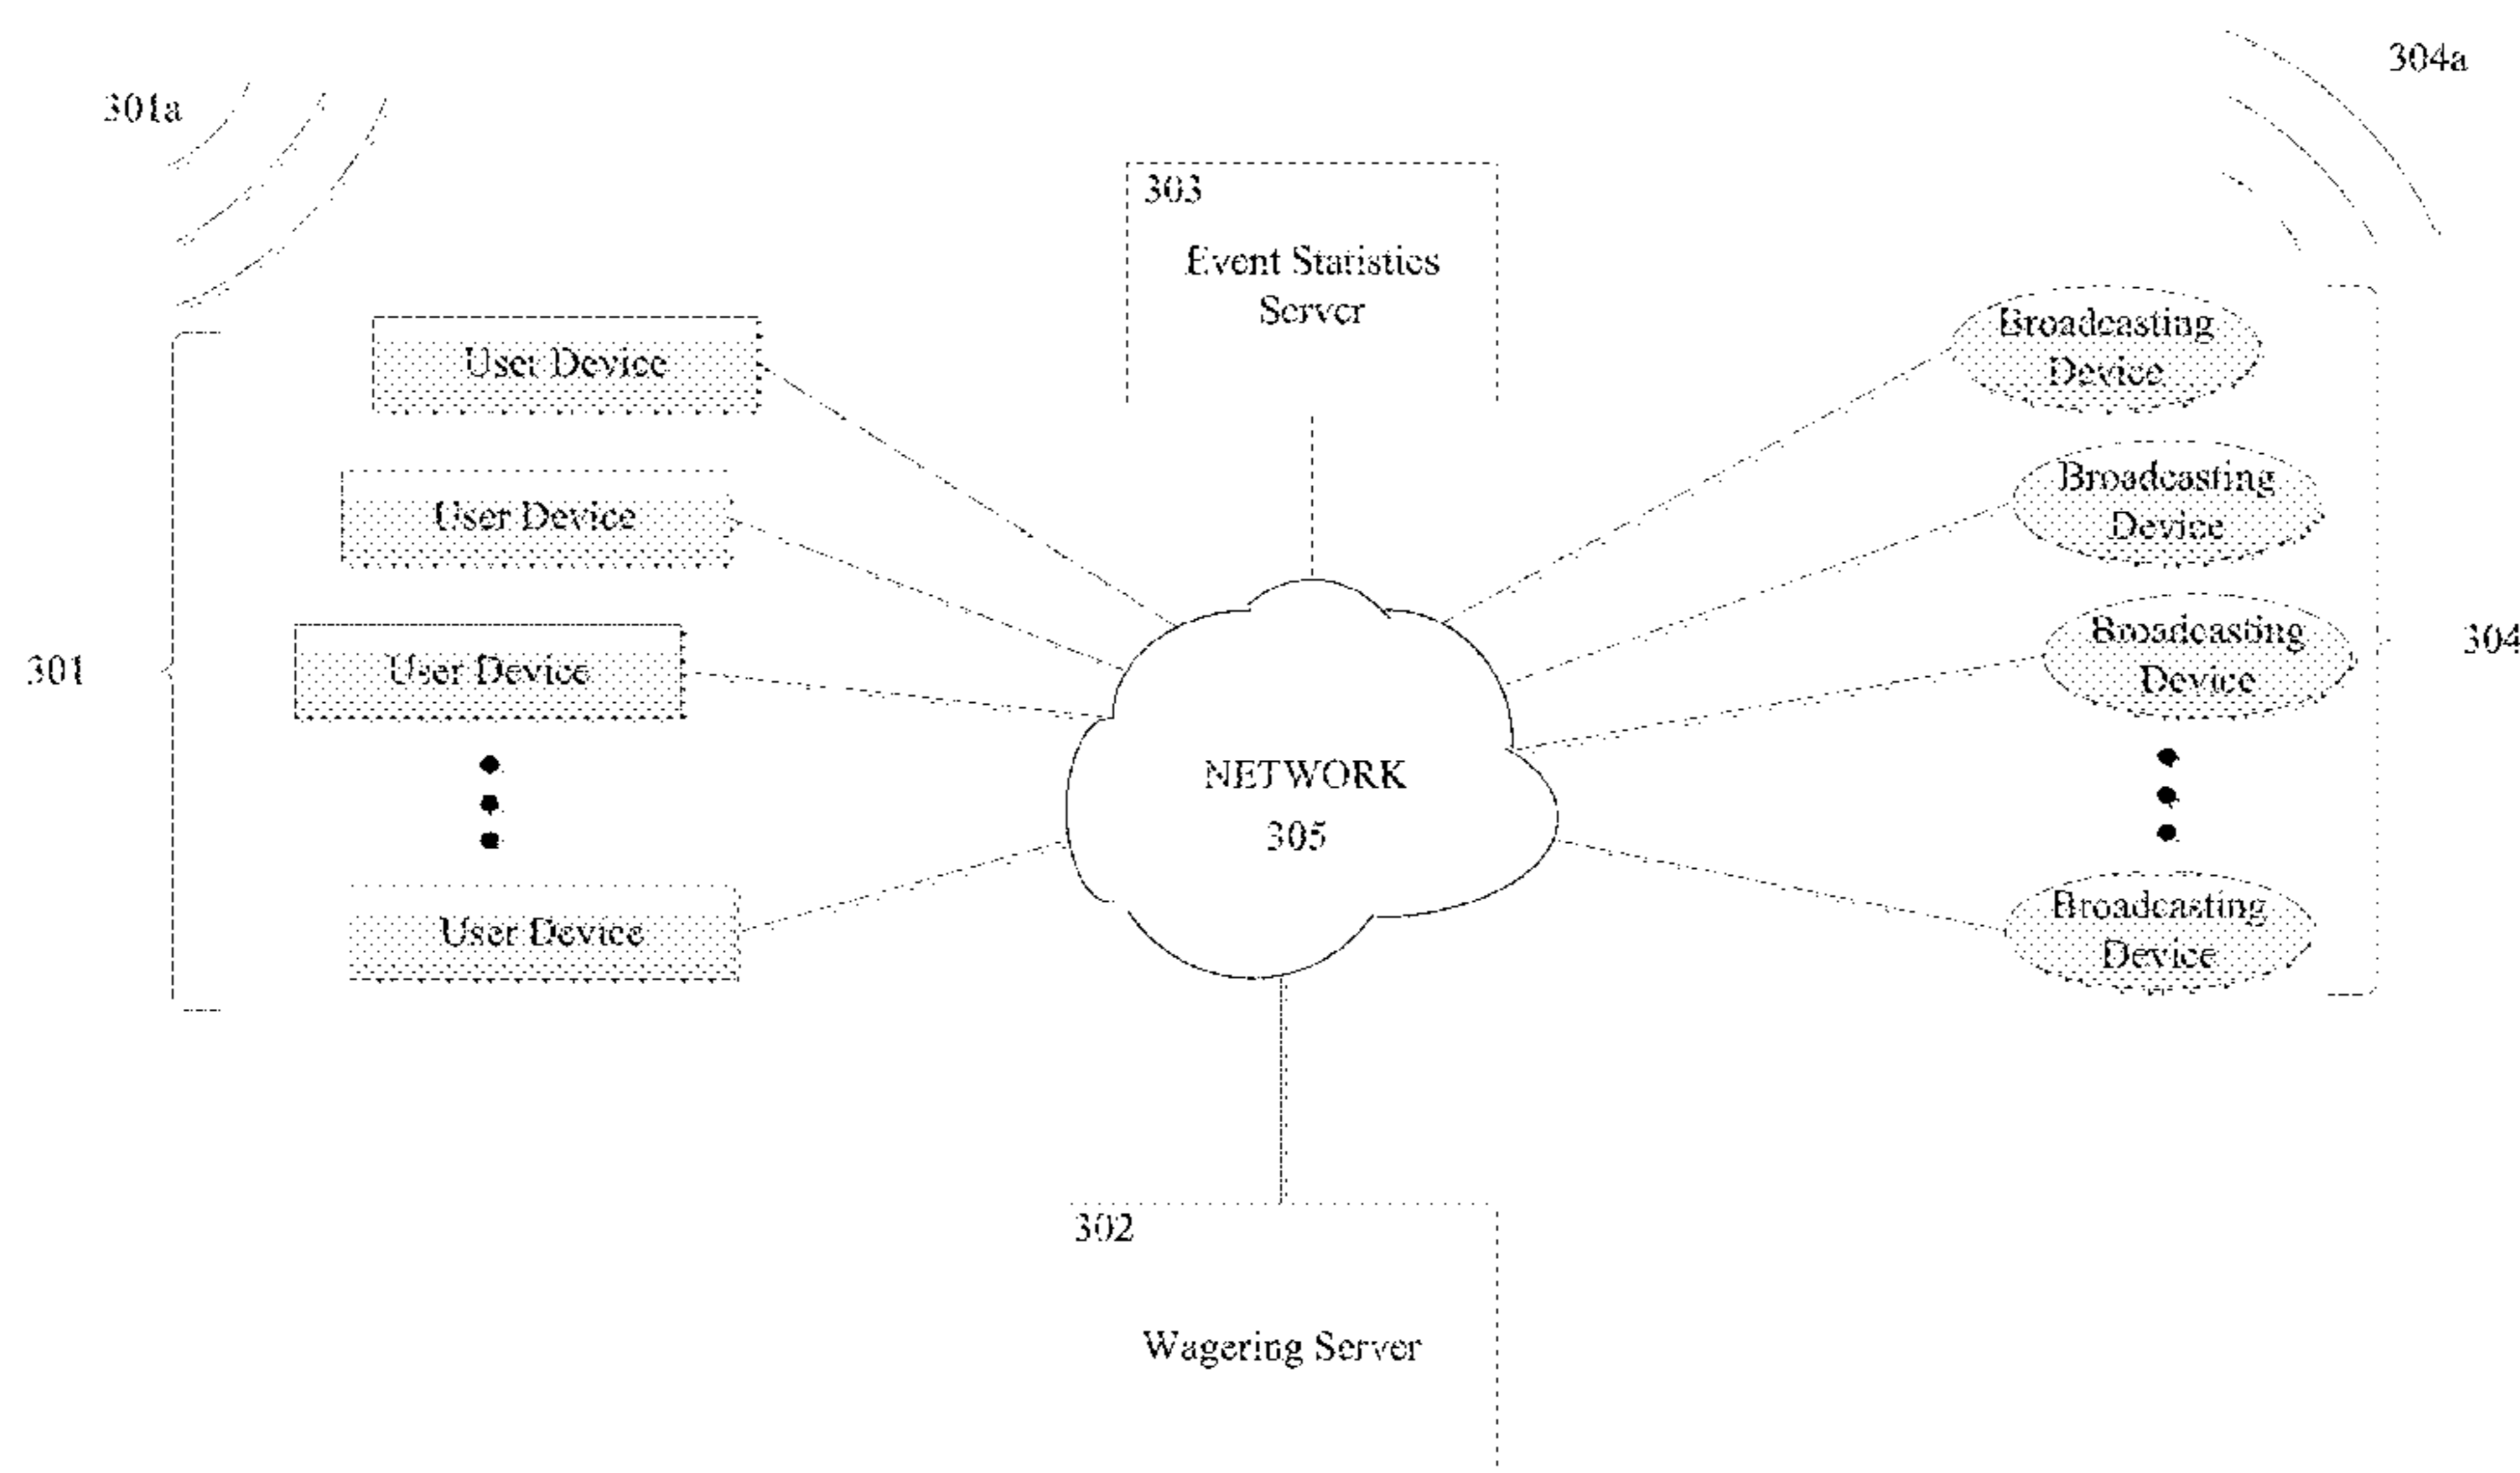 301a
304a
303
Event Statistics
Server
User Device
User Device
301
User Device
User Device
Broadcasting
Device
Broadcasting
Device
Broadcasting
Device
304
Broadcasting
Device
NETWORK
305
302
Wagering Server